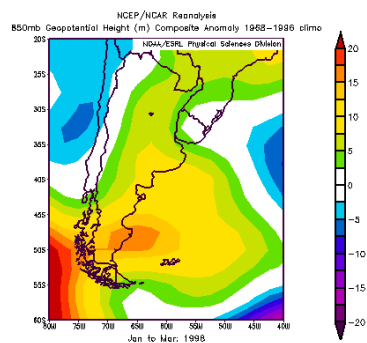 NCEP/NCAR Reanalysis
850mb Geopotential Height (m) Composite Anomaly 1968-1996 climo
NOAA/ESRL Physical Sciences Division
20S
25S
30S
35S
40S
45S
50S
55S
60S
80W 75W 70W 65W 60W 55W 50W 45W 40W
Jan to Mar: 1998
20
15
10
5
0
-5
-10
-15
-20